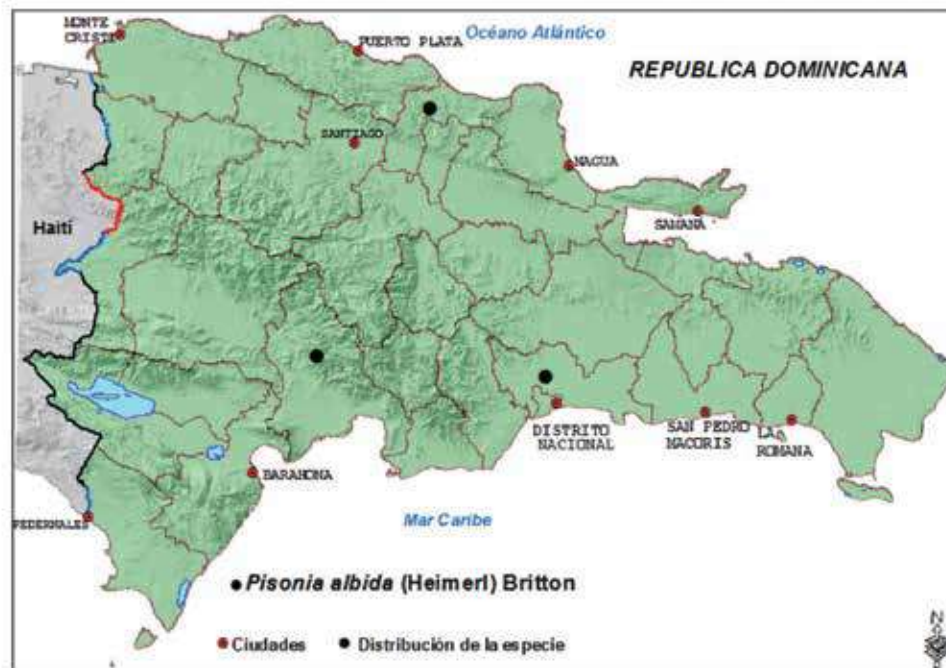 MONTE
CRISTI
PUERTO PLATA
Océano Atlántico
REPUBLICA DOMINICANA
SANTIAGO
NAGUA
SAMANA
Haití
DISTRITO
NACIONAL
SAN PEDRO
MACORIS
LA
ROMANA
BARAHONA
PEDERNALES
Mar Caribe
Pisonia albida (Heimerl) Britton
Ciudades
Distribución de la especie